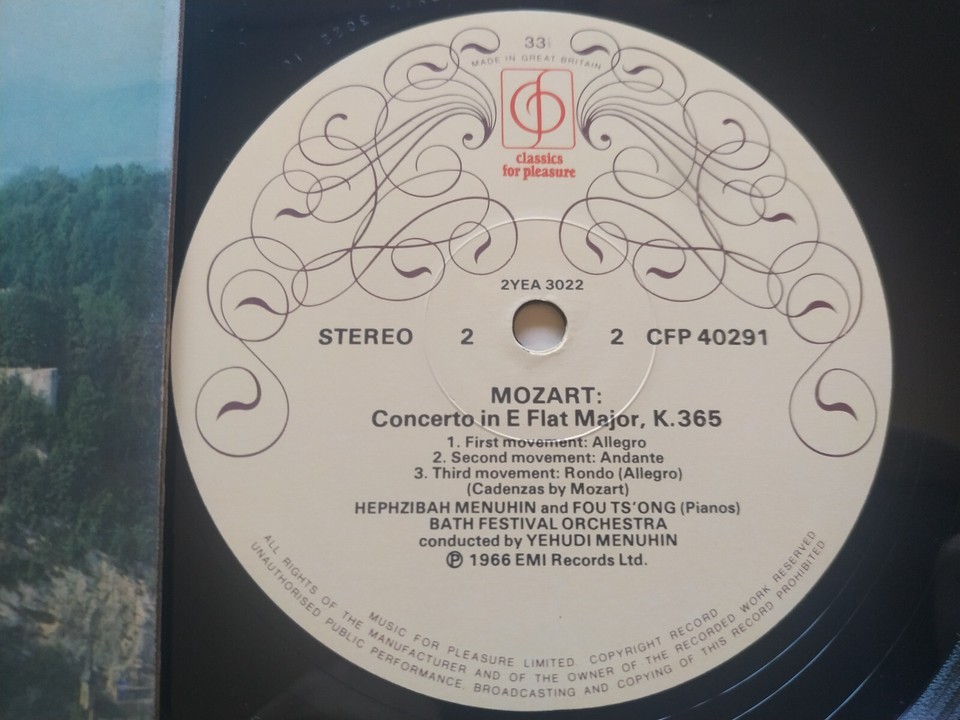 33⅓
MADE IN GREAT BRITAIN
classics
for pleasure
2YEA 3022
STEREO 2 2 CFP 40291
MOZART:
Concerto in E Flat Major, K.365
1. First movement: Allegro
2. Second movement: Andante
3. Third movement: Rondo (Allegro)
(Cadenzas by Mozart)
HEPHZIBAH MENUHIN and FOU TS'ONG (Pianos)
BATH FESTIVAL ORCHESTRA
conducted by YEHUDI MENUHIN
Ⓟ 1966 EMI Records Ltd.
MUSIC FOR PLEASURE LIMITED. COPYRIGHT RECORD
ALL RIGHTS OF THE MANUFACTURER AND OF THE OWNER OF THE RECORDED WORK RESERVED
UNAUTHORISED PUBLIC PERFORMANCE, BROADCASTING AND COPYING OF THIS RECORD PROHIBITED